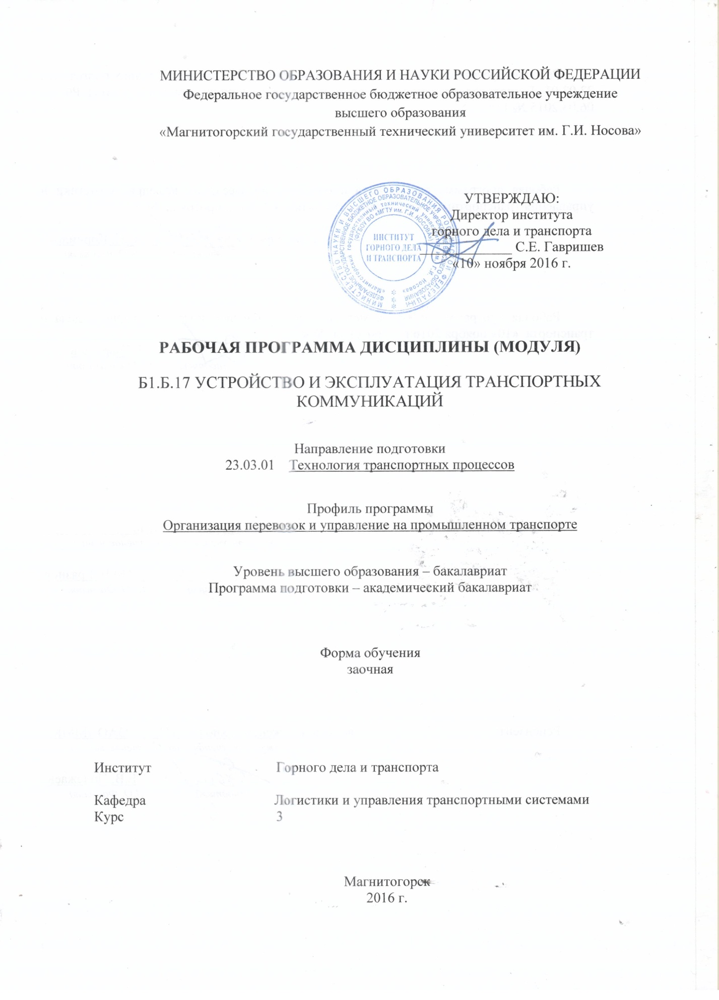 МИНИСТЕРСТВО ОБРАЗОВАНИЯ И НАУКИ РОССИЙСКОЙ ФЕДЕРАЦИИ
Федеральное государственное бюджетное образовательное учреждение
высшего образования
«Магнитогорский государственный технический университет им. Г.И. Носова»
МИНИСТЕРСТВО НАУКИ И ВЫСШЕГО ОБРАЗОВАНИЯ РОССИЙСКОЙ ФЕДЕРАЦИИ
ФЕДЕРАЛЬНОЕ ГОСУДАРСТВЕННОЕ БЮДЖЕТНОЕ ОБРАЗОВАТЕЛЬНОЕ УЧРЕЖДЕНИЕ ВЫСШЕГО ОБРАЗОВАНИЯ
«Магнитогорский государственный технический университет им. Г.И. Носова»
(ФГБОУ ВО «МГТУ им. Г.И. НОСОВА»)
ИНСТИТУТ
ГОРНОГО ДЕЛА
И ТРАНСПОРТА
УТВЕРЖДАЮ:
Директор института
горного дела и транспорта
С.Е. Гавришев
«10» ноября 2016 г.
РАБОЧАЯ ПРОГРАММА ДИСЦИПЛИНЫ (МОДУЛЯ)
Б1.Б.17 УСТРОЙСТВО И ЭКСПЛУАТАЦИЯ ТРАНСПОРТНЫХ
КОММУНИКАЦИЙ
Направление подготовки
23.03.01 Технология транспортных процессов
Профиль программы
Организация перевозок и управление на промышленном транспорте
Уровень высшего образования – бакалавриат
Программа подготовки – академический бакалавриат
Форма обучения
заочная
Институт Горного дела и транспорта
Кафедра Логистики и управления транспортными системами
Курс 3
Магнитогорск
2016 г.